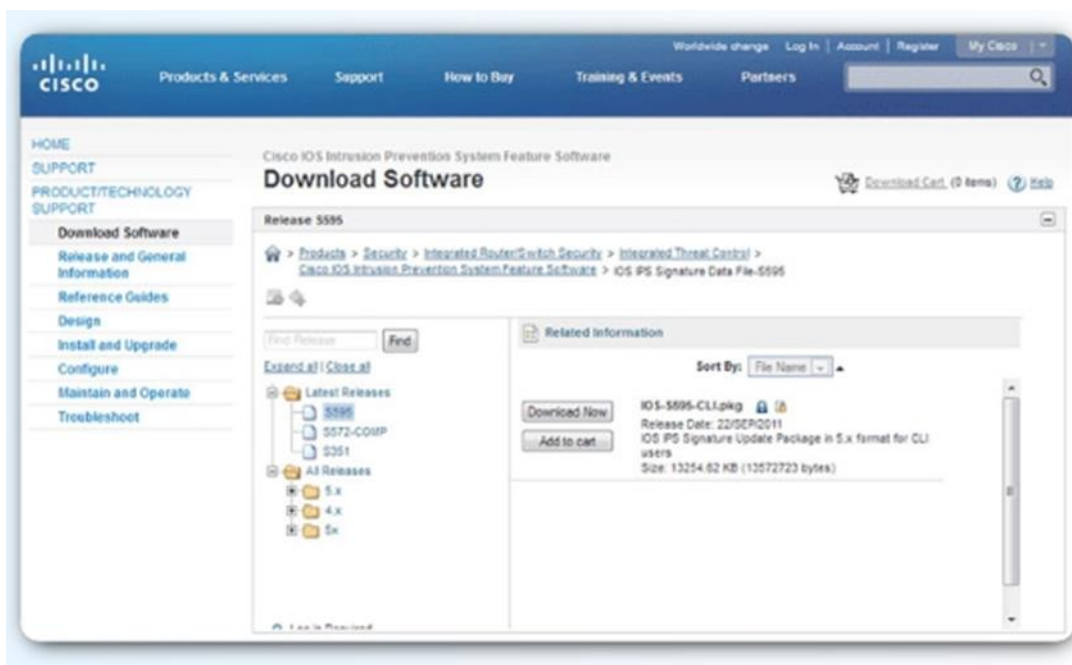 Worldwide change Log In | Account | Register My Cisco
CISCO Products & Services Support How to Buy Training & Events Partners
HOME
SUPPORT
PRODUCT/TECHNOLOGY
SUPPORT
Download Software
Release and General
Information
Reference Guides
Design
Install and Upgrade
Configure
Maintain and Operate
Troubleshoot
Cisco IOS Intrusion Prevention System Feature Software
Download Software
Download Cart (0 items) Help
Release S595
> Products > Security > Integrated Router/Switch Security > Integrated Threat Control >
Cisco IOS Intrusion Prevention System Feature Software > IOS IPS Signature Data File-S595
Find Release Find
Expand all | Close all
Latest Releases
S595
S572-COMP
S351
All Releases
5.x
4.x
5x
Related Information
Sort By: File Name
Download Now
Add to cart
IOS-S595-CLI.pkg
Release Date: 22/SEP/2011
IOS IPS Signature Update Package in 5.x format for CLI
users
Size: 13254.62 KB (13572723 bytes)
Log in Required